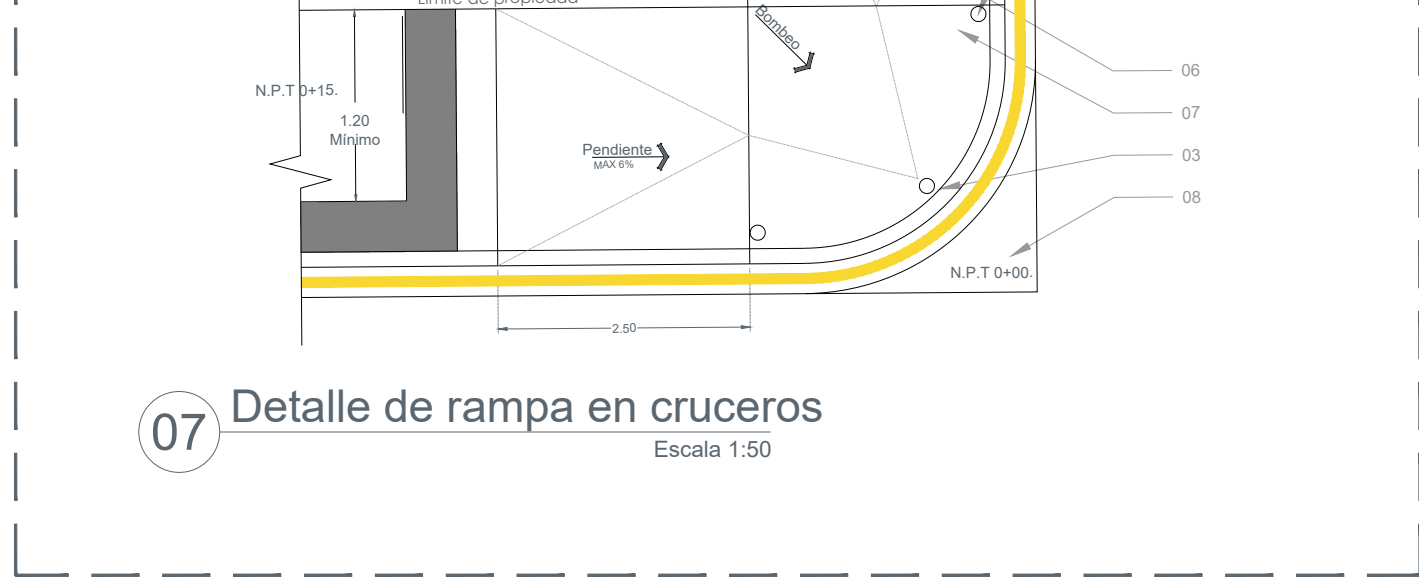 Límite de propiedad
Bombeo
06
N.P.T 0+15.
07
1.20
Mínimo
Pendiente
MAX 6%
03
08
N.P.T 0+00.
2.50
07
Detalle de rampa en cruceros
Escala 1:50